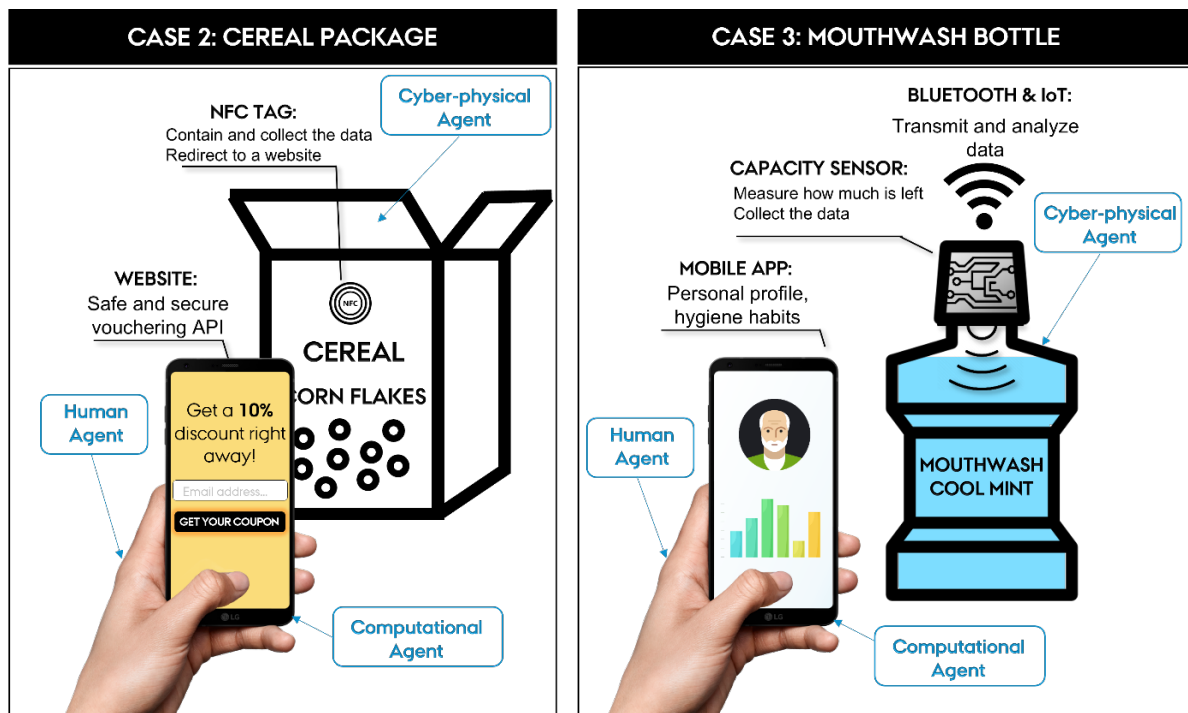 CASE 2: CEREAL PACKAGE
NFC TAG:
Contain and collect the data
Redirect to a website
Cyber-physical
Agent
WEBSITE:
Safe and secure
vouchering API
NFC
CEREAL
CORN FLAKES
Human
Agent
Get a 10%
discount right
away!
Email address...
GET YOUR COUPON
LG
Computational
Agent
CASE 3: MOUTHWASH BOTTLE
BLUETOOTH & IoT:
Transmit and analyze
data
CAPACITY SENSOR:
Measure how much is left
Collect the data
Cyber-physical
Agent
MOBILE APP:
Personal profile,
hygiene habits
Human
Agent
MOUTHWASH
COOL MINT
LG
Computational
Agent